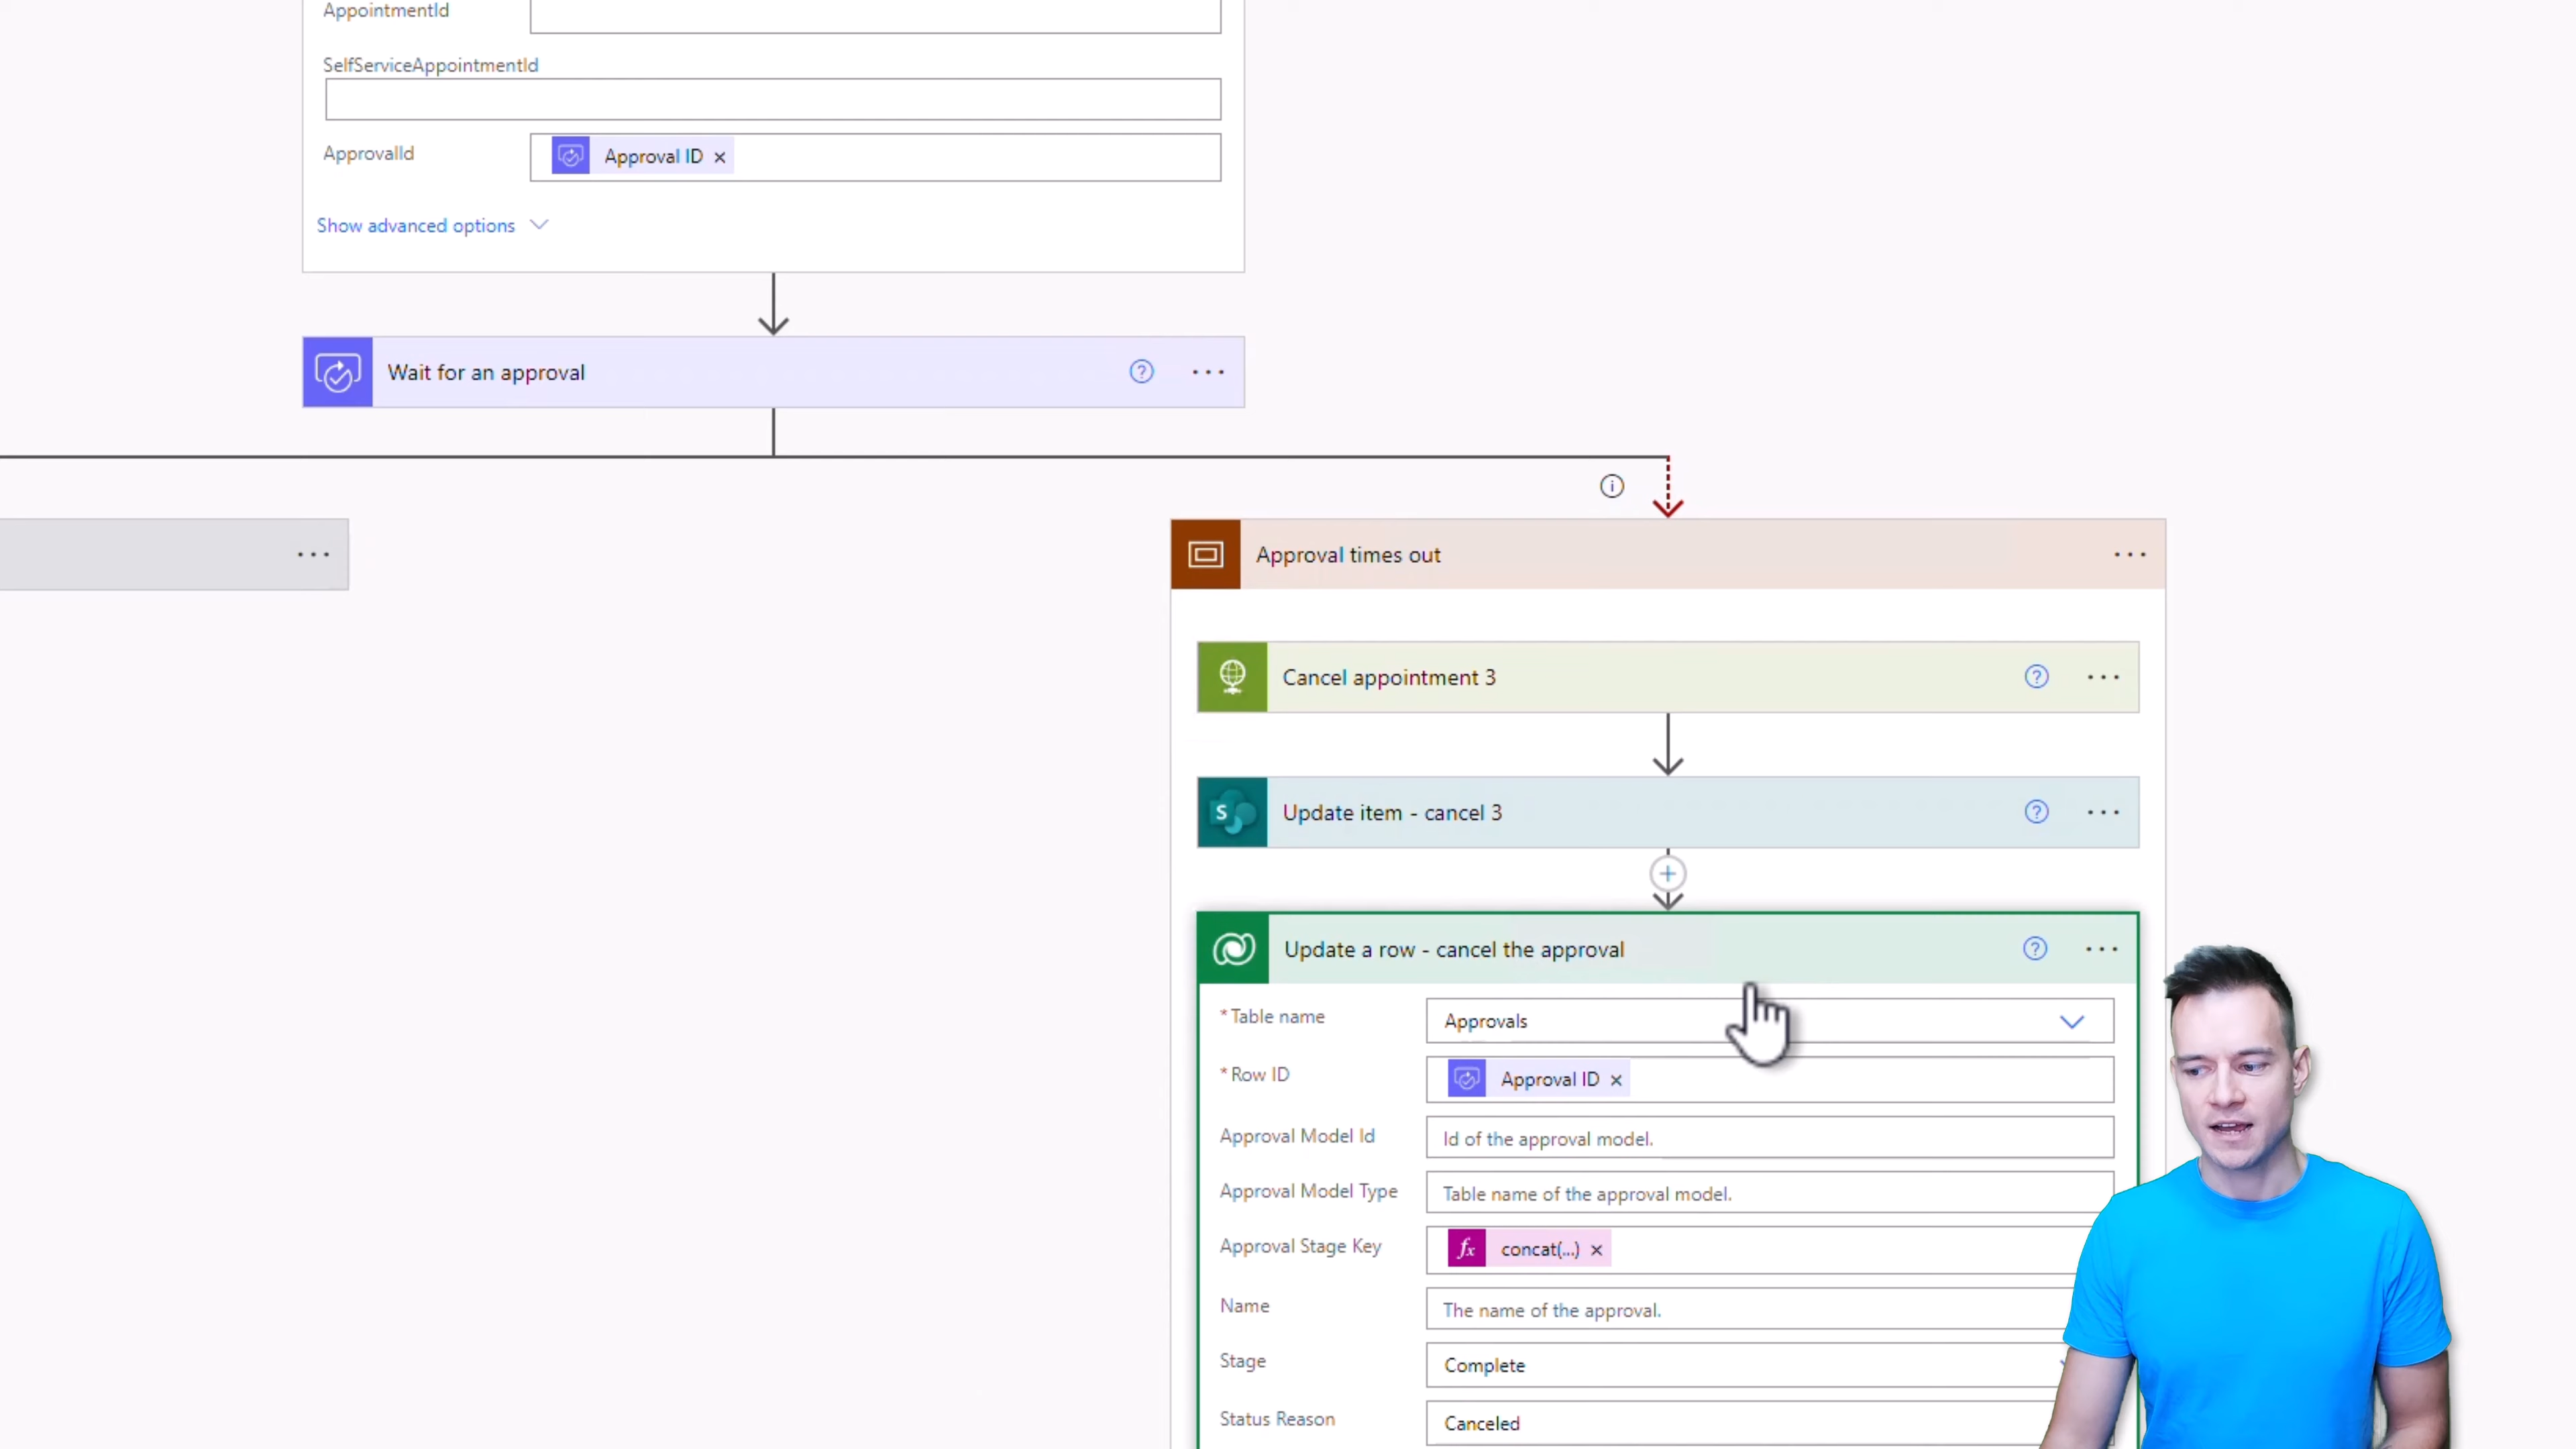 AppointmentId
SelfServiceAppointmentId
ApprovalId
Approval ID ×
Show advanced options
Wait for an approval
Approval times out
Cancel appointment 3
Update item - cancel 3
Update a row - cancel the approval
* Table name
Approvals
* Row ID
Approval ID ×
Approval Model Id
Id of the approval model.
Approval Model Type
Table name of the approval model.
Approval Stage Key
fx concat(...) ×
Name
The name of the approval.
Stage
Complete
Status Reason
Canceled